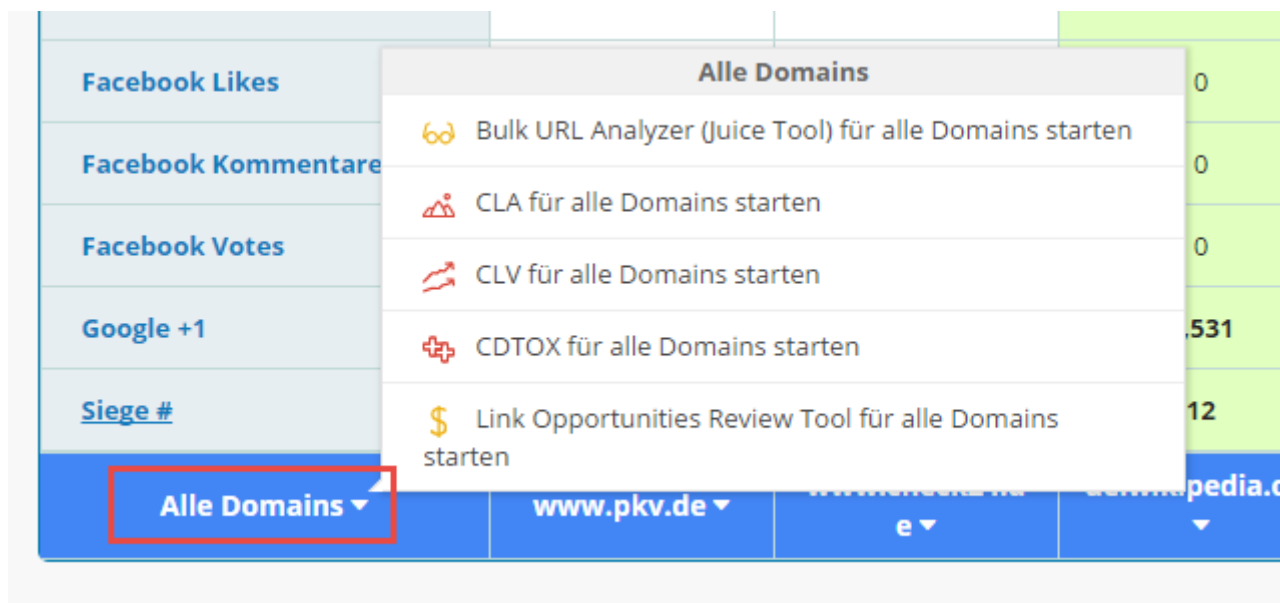 Alle Domains
Facebook Likes
0
Bulk URL Analyzer (Juice Tool) für alle Domains starten
Facebook Kommentare
0
CLA für alle Domains starten
Facebook Votes
0
CLV für alle Domains starten
Google +1
,531
CDTOX für alle Domains starten
Siege #
12
Link Opportunities Review Tool für alle Domains
starten
Alle Domains
www.pkv.de
e